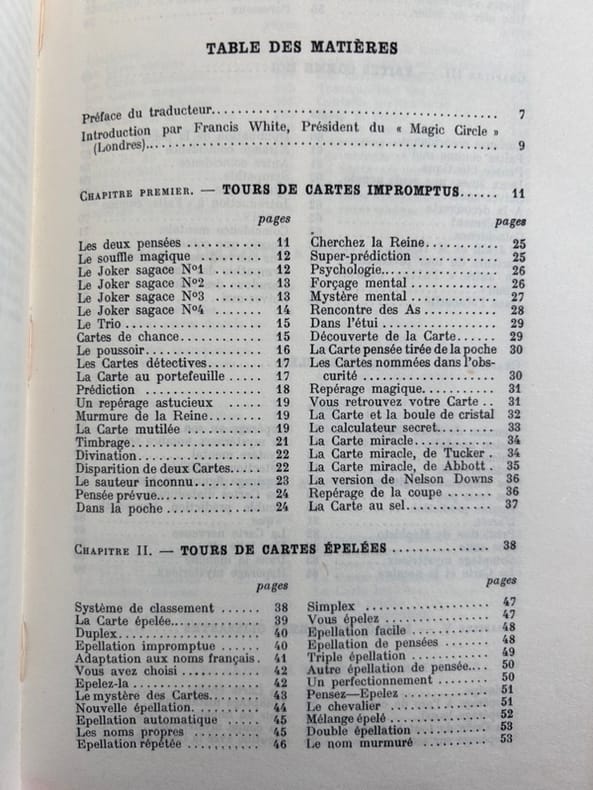 TABLE DES MATIÈRES
Préface du traducteur.................................................. 7
Introduction par Francis White, Président du « Magic Circle »
(Londres)............................................................ 9
CHAPITRE PREMIER. — TOURS DE CARTES IMPROMPTUS...... 11
pages
Les deux pensées ........... 11
Le souffle magique ......... 12
Le Joker sagace Nº1 ....... 12
Le Joker sagace Nº2 ....... 13
Le Joker sagace Nº3 ....... 13
Le Joker sagace Nº4 ....... 14
Le Trio .................... 15
Cartes de chance............ 15
Le poussoir................. 16
Les Cartes détectives....... 17
La Carte au portefeuille .... 17
Prédiction ................. 18
Un repérage astucieux ..... 19
Murmure de la Reine........ 19
La Carte mutilée .......... 19
Timbrage................... 21
Divination................. 22
Disparition de deux Cartes..... 22
Le sauteur inconnu......... 23
Pensée prévue.............. 24
Dans la poche ............. 24
pages
Cherchez la Reine........... 25
Super-prédiction ........... 25
Psychologie................. 26
Forçage mental ............. 26
Mystère mental ............. 27
Rencontre des As ........... 28
Dans l'étui ................ 29
Découverte de la Carte...... 29
La Carte pensée tirée de la poche 30
Les Cartes nommées dans l'obs-
curité .................... 30
Repérage magique............ 31
Vous retrouvez votre Carte .. 31
La Carte et la boule de cristal 32
Le calculateur secret....... 33
La Carte miracle............ 34
La Carte miracle, de Tucker . 34
La Carte miracle, de Abbott . 35
La version de Nelson Downs 36
Repérage de la coupe ....... 36
La Carte au sel............. 37
CHAPITRE II. — TOURS DE CARTES ÉPELÉES .............. 38
pages
Système de classement ...... 38
La Carte épelée............. 39
Duplex...................... 40
Epellation impromptue ...... 40
Adaptation aux noms français. 41
Vous avez choisi ........... 42
Epelez-la .................. 42
Le mystère des Cartes....... 43
Nouvelle épellation. ....... 44
Epellation automatique ..... 45
Les noms propres ........... 45
Epellation répétée ......... 46
pages
Simplex .................... 47
Vous épelez ................ 47
Epellation facile .......... 48
Epellation de pensées ...... 48
Triple épellation .......... 49
Autre épellation de pensée.... 50
Un perfectionnement ........ 50
Pensez—Epelez .............. 51
Le chevalier ............... 51
Mélange épelé .............. 52
Double épellation .......... 53
Le nom murmuré ............ 53